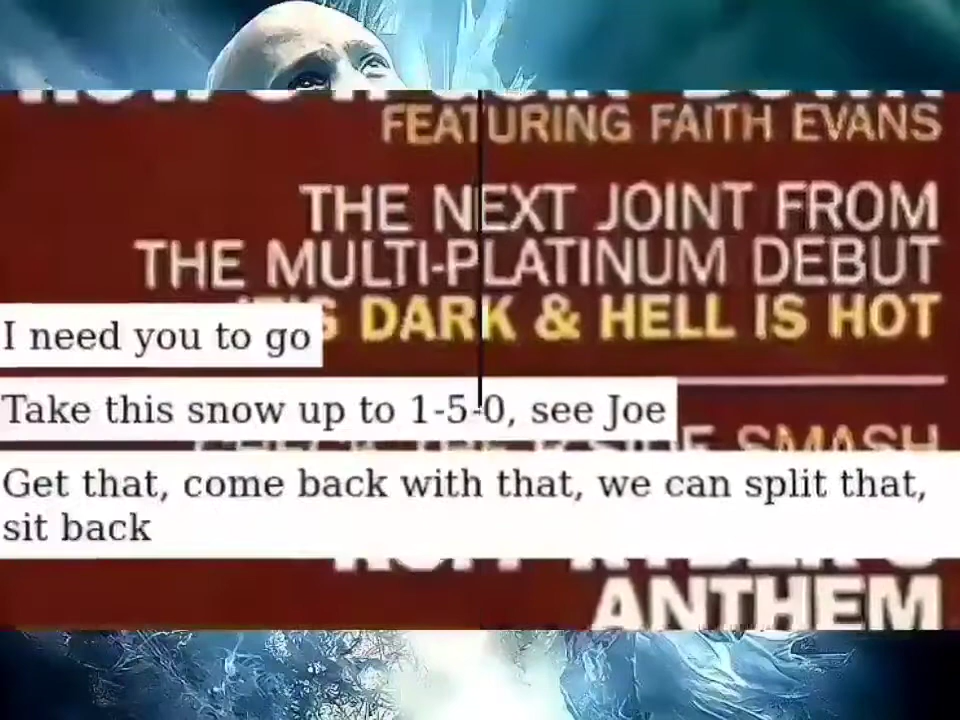 FEATURING FAITH EVANS
THE NEXT JOINT FROM
THE MULTI-PLATINUM DEBUT
DARK & HELL IS HOT
I need you to go
Take this snow up to 1-5-0, see Joe
SMASH
Get that, come back with that, we can split that,
sit back
ANTHEM